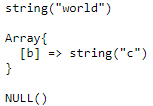 string("world")
Array{
[b] => string("c")
}
NULL()